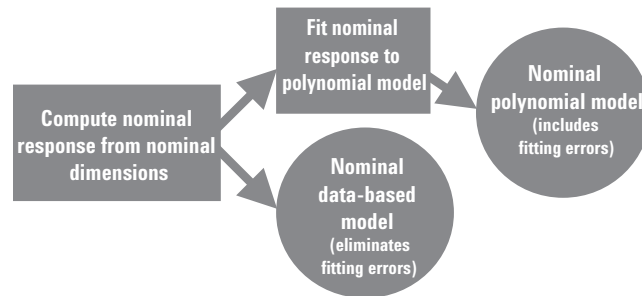 Fit nominal
response to
polynomial model
Nominal
polynomial model
(includes
fitting errors)
Compute nominal
response from nominal
dimensions
Nominal
data-based
model
(eliminates
fitting errors)